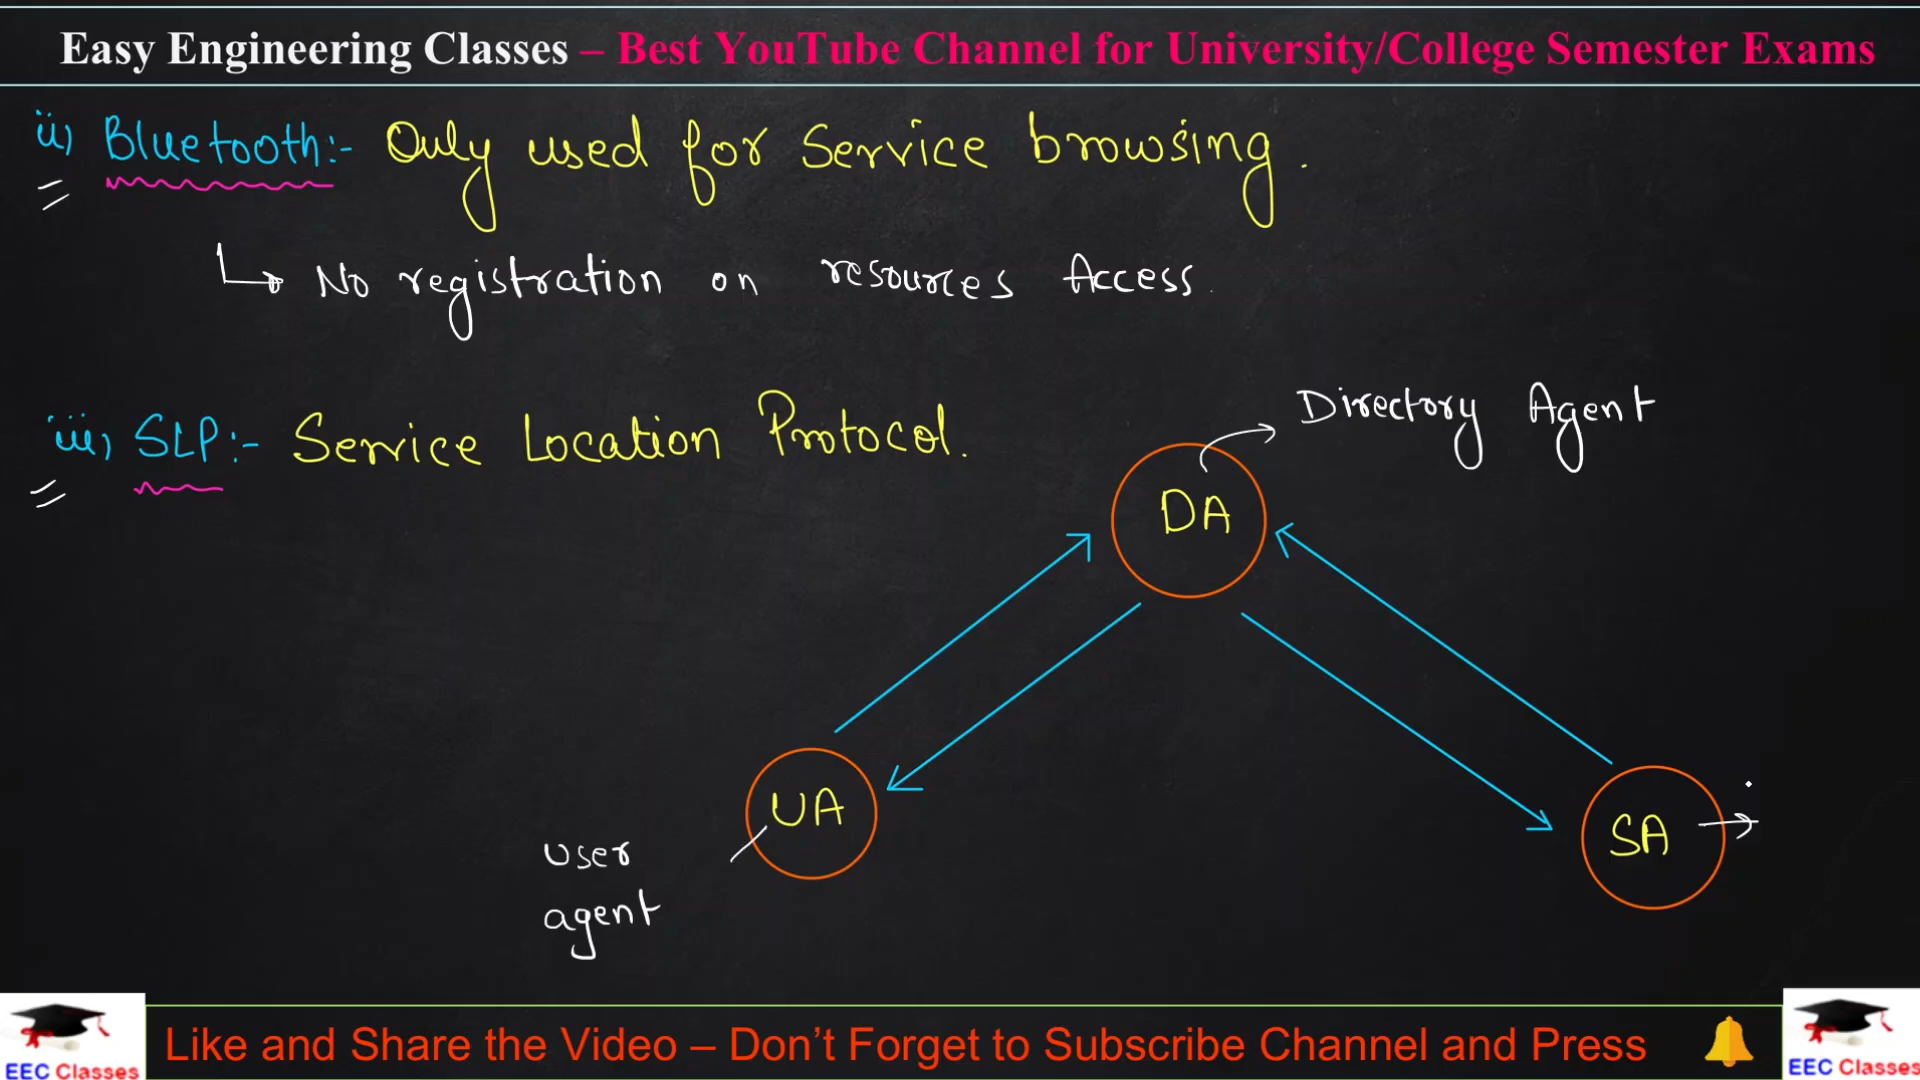 Easy Engineering Classes – Best YouTube Channel for University/College Semester Exams
ii) Bluetooth:- Only used for Service browsing.
No registration on resources Access.
iii) SLP:- Service Location Protocol.
Directory Agent
DA
UA
SA
User
agent
Like and Share the Video – Don’t Forget to Subscribe Channel and Press
EEC Classes
EEC Classes